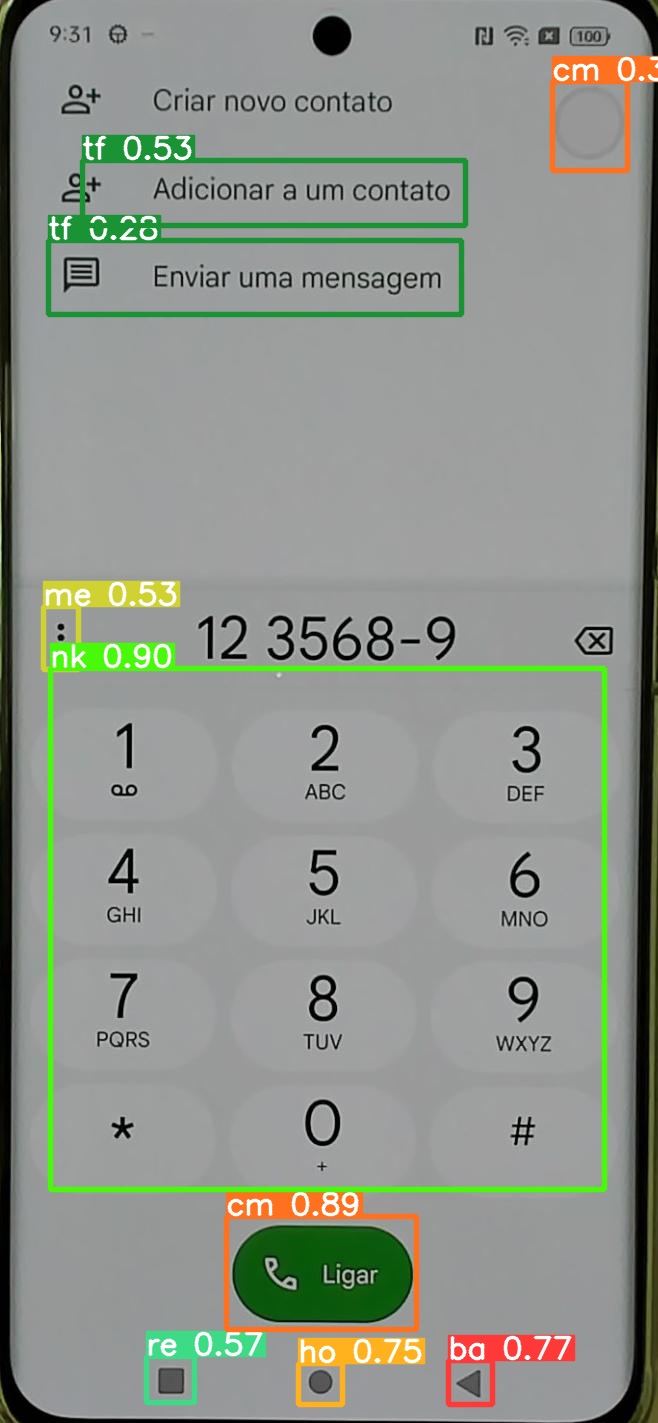 9:31
100
cm 0.3
Criar novo contato
tf 0.53
Adicionar a um contato
tf 0.28
Enviar uma mensagem
me 0.53
12 3568-9
nk 0.90
1 2 3
ABC DEF
4 5 6
GHI JKL MNO
7 8 9
PQRS TUV WXYZ
* 0 #
+
cm 0.89
Ligar
re 0.57 ho 0.75 ba 0.77